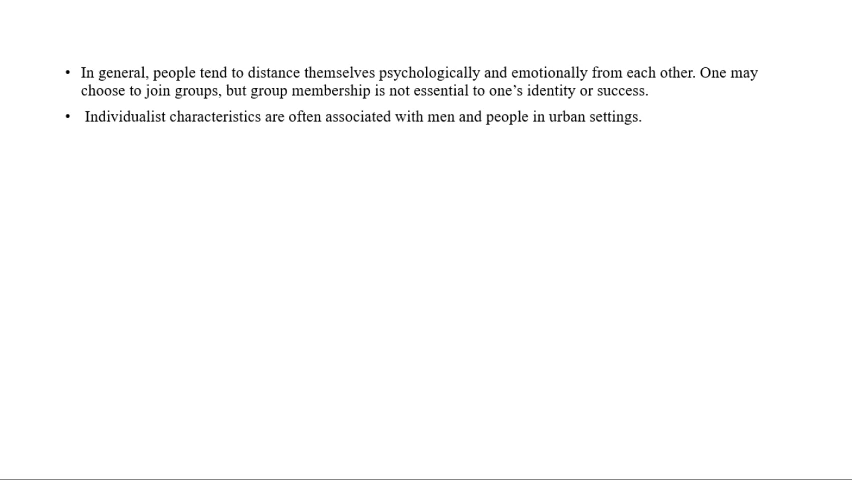 • In general, people tend to distance themselves psychologically and emotionally from each other. One may
choose to join groups, but group membership is not essential to one’s identity or success.
• Individualist characteristics are often associated with men and people in urban settings.